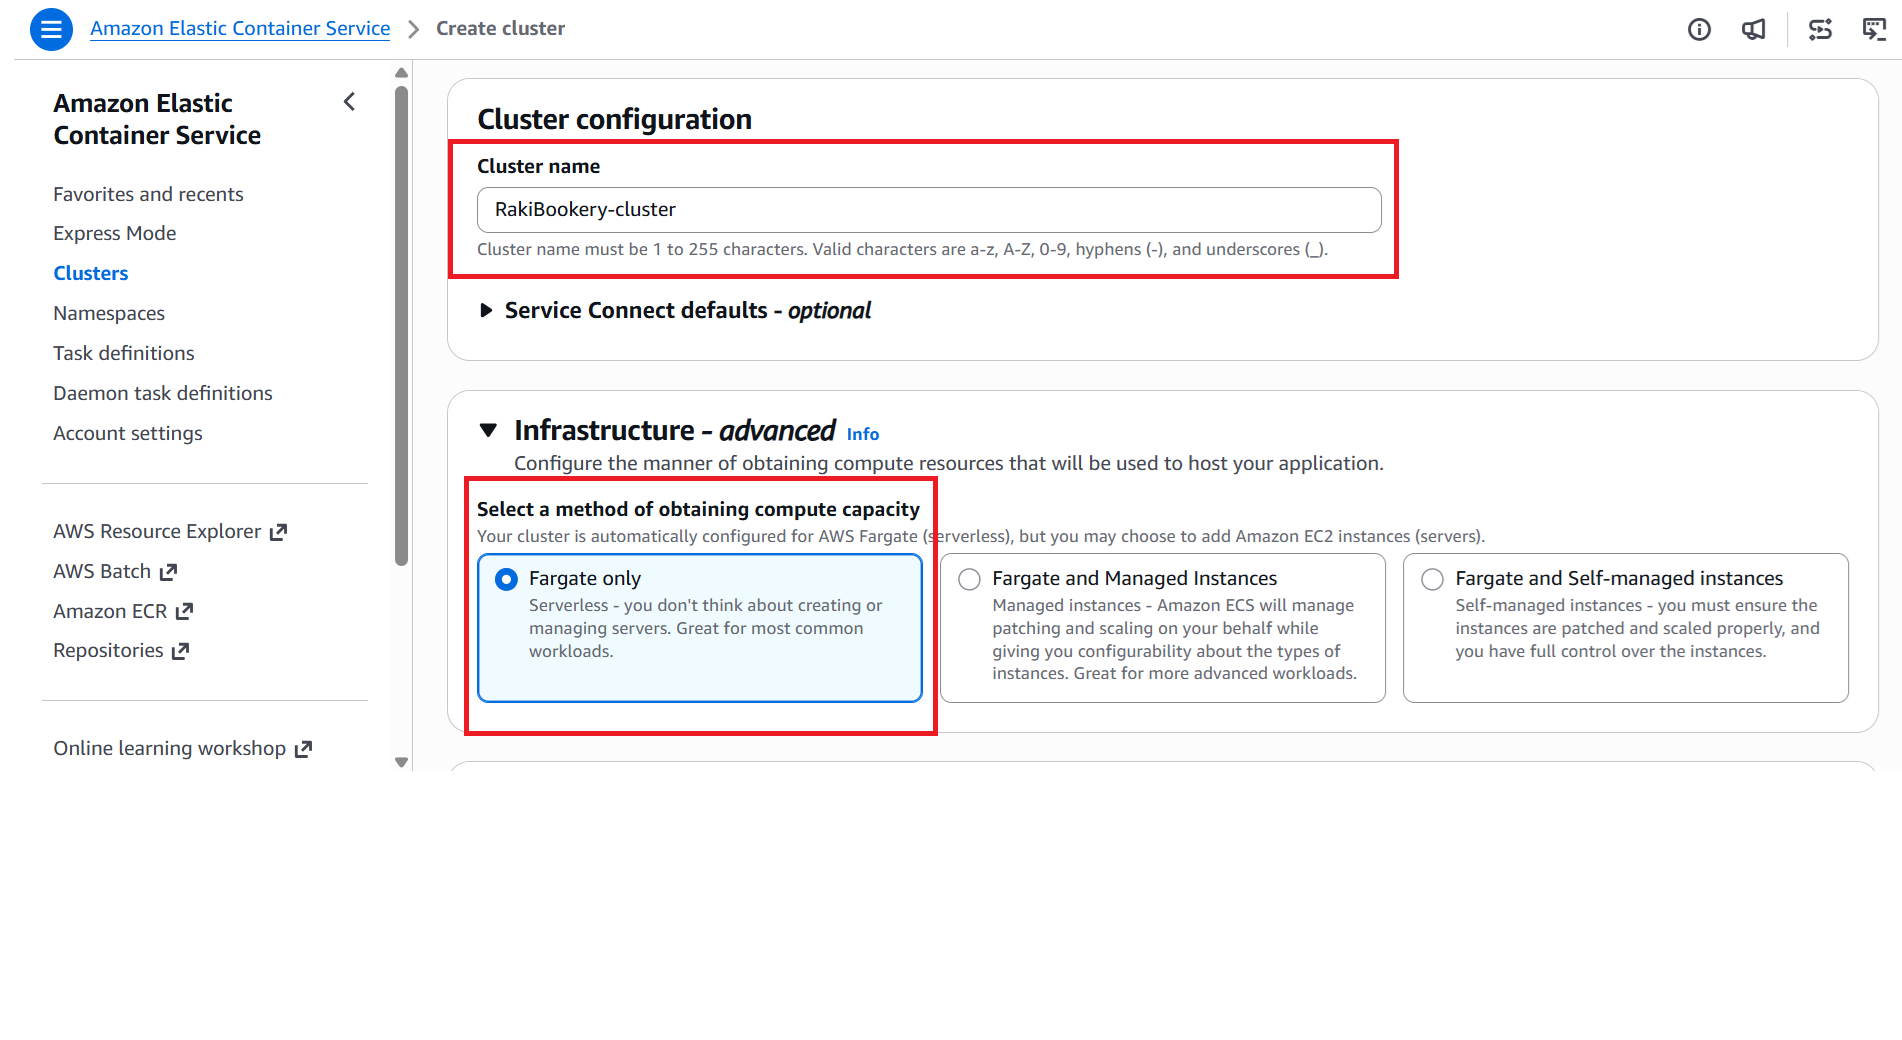 Amazon Elastic Container Service > Create cluster
Amazon Elastic
Container Service
Favorites and recents
Express Mode
Clusters
Namespaces
Task definitions
Daemon task definitions
Account settings
AWS Resource Explorer
AWS Batch
Amazon ECR
Repositories
Online learning workshop
Cluster configuration
Cluster name
RakiBookery-cluster
Cluster name must be 1 to 255 characters. Valid characters are a-z, A-Z, 0-9, hyphens (-), and underscores (_).
Service Connect defaults - optional
Infrastructure - advanced Info
Configure the manner of obtaining compute resources that will be used to host your application.
Select a method of obtaining compute capacity
Your cluster is automatically configured for AWS Fargate (serverless), but you may choose to add Amazon EC2 instances (servers).
Fargate only
Serverless - you don't think about creating or
managing servers. Great for most common
workloads.
Fargate and Managed Instances
Managed instances - Amazon ECS will manage
patching and scaling on your behalf while
giving you configurability about the types of
instances. Great for more advanced workloads.
Fargate and Self-managed instances
Self-managed instances - you must ensure the
instances are patched and scaled properly, and
you have full control over the instances.